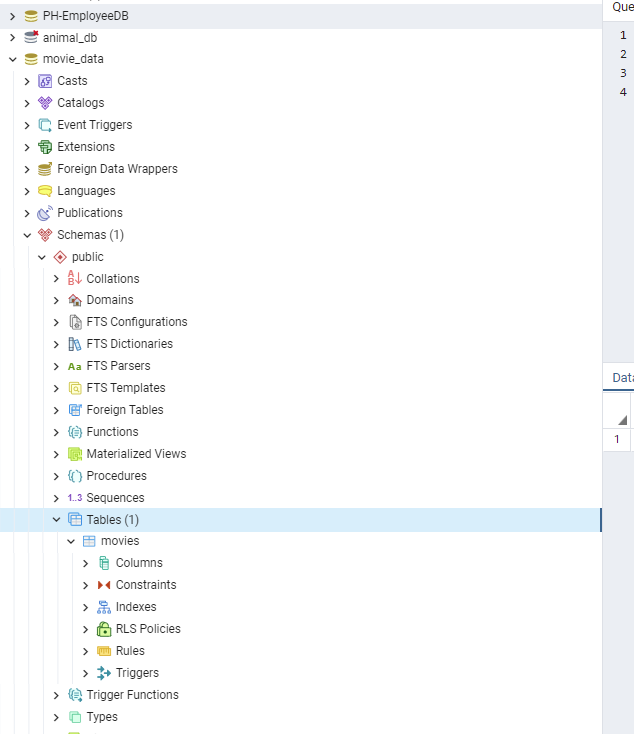 PH-EmployeeDB
animal_db
movie_data
Casts
Catalogs
Event Triggers
Extensions
Foreign Data Wrappers
Languages
Publications
Schemas (1)
public
Collations
Domains
FTS Configurations
FTS Dictionaries
Aa FTS Parsers
FTS Templates
Foreign Tables
Functions
Materialized Views
Procedures
1..3 Sequences
Tables (1)
movies
Columns
Constraints
Indexes
RLS Policies
Rules
Triggers
Trigger Functions
Types
Que
1
2
3
4
Data
1